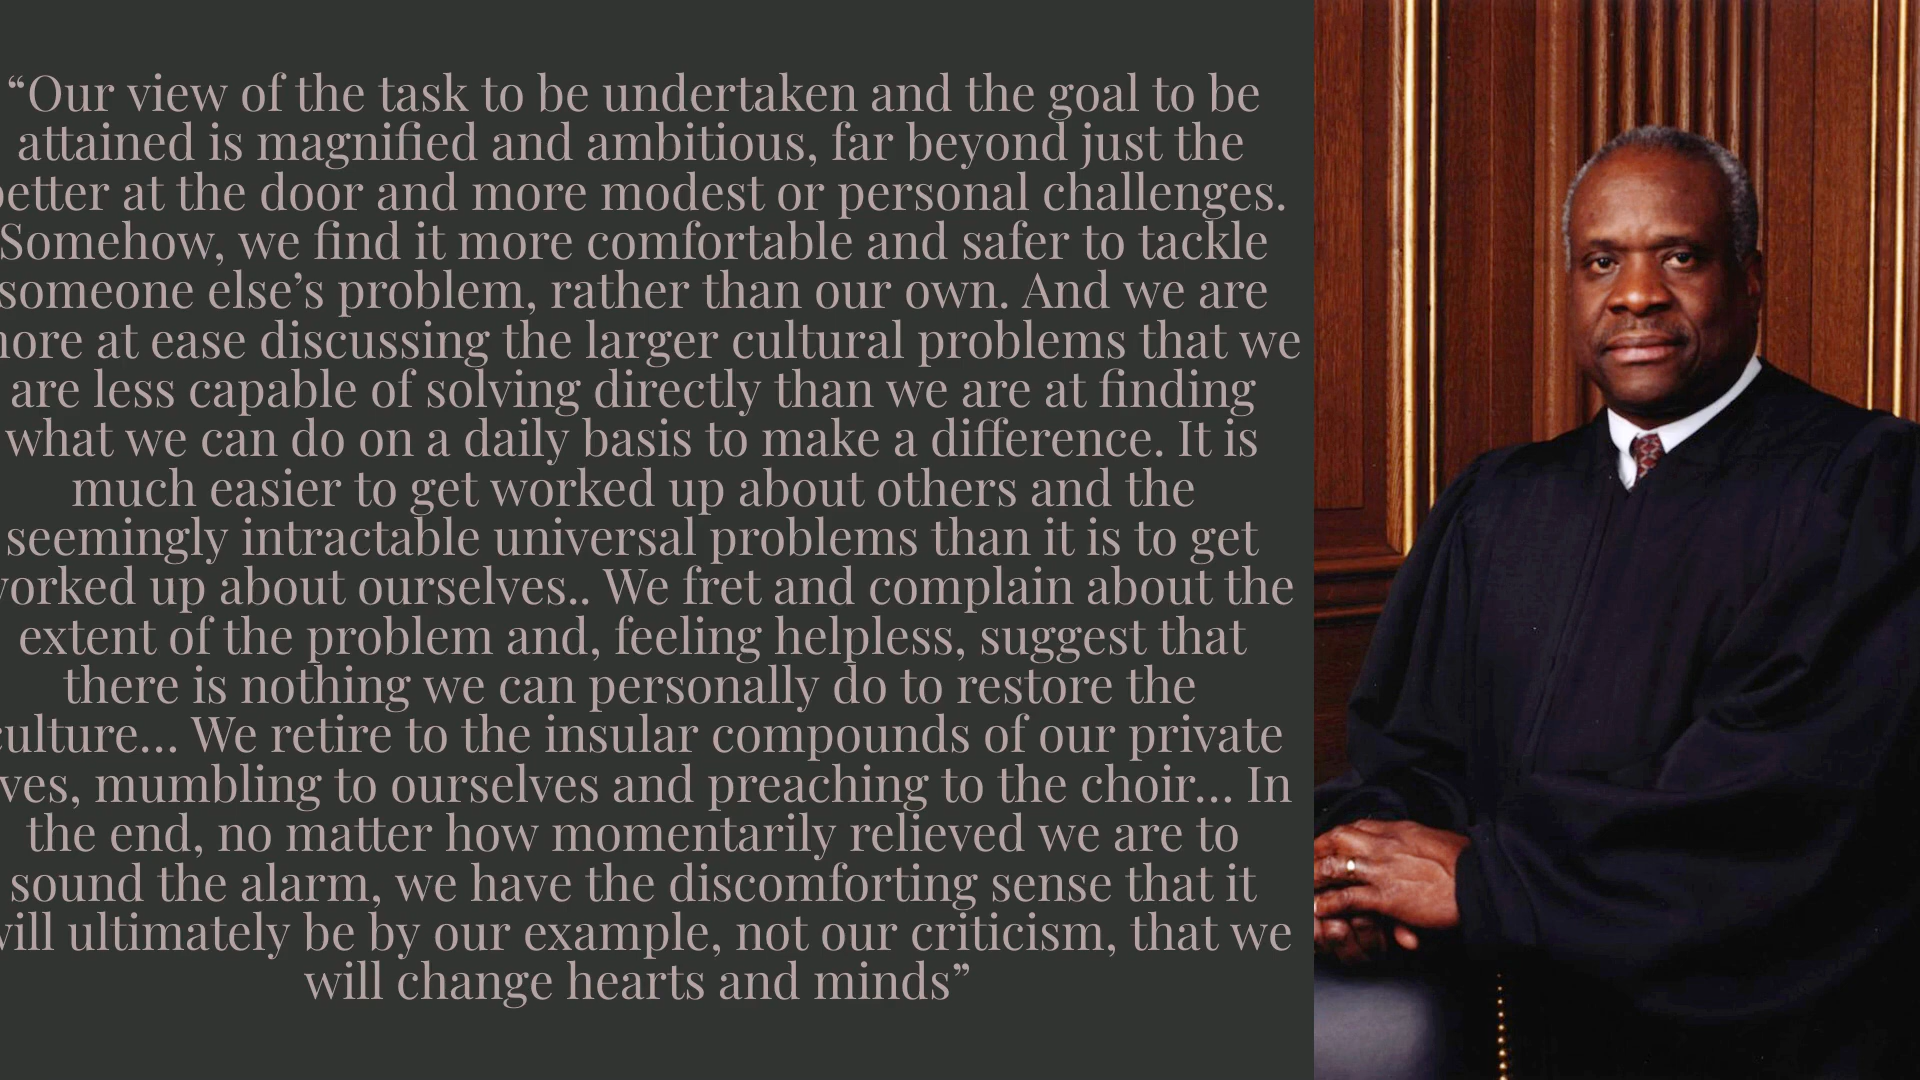 “Our view of the task to be undertaken and the goal to be
attained is magnified and ambitious, far beyond just the
better at the door and more modest or personal challenges.
Somehow, we find it more comfortable and safer to tackle
someone else’s problem, rather than our own. And we are
more at ease discussing the larger cultural problems that we
are less capable of solving directly than we are at finding
what we can do on a daily basis to make a difference. It is
much easier to get worked up about others and the
seemingly intractable universal problems than it is to get
worked up about ourselves.. We fret and complain about the
extent of the problem and, feeling helpless, suggest that
there is nothing we can personally do to restore the
culture... We retire to the insular compounds of our private
ves, mumbling to ourselves and preaching to the choir... In
the end, no matter how momentarily relieved we are to
sound the alarm, we have the discomforting sense that it
will ultimately be by our example, not our criticism, that we
will change hearts and minds”